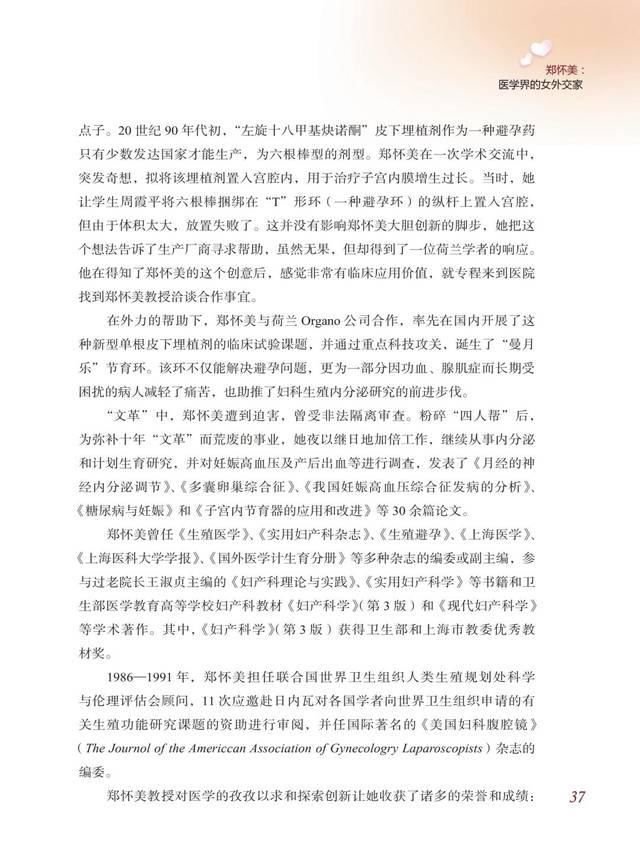 郑怀美：
医学界的女外交家
点子。20 世纪 90 年代初，“左旋十八甲基炔诺酮”皮下埋植剂作为一种避孕药
只有少数发达国家才能生产，为六根棒型的剂型。郑怀美在一次学术交流中，
突发奇想，拟将该埋植剂置入宫腔内，用于治疗子宫内膜增生过长。当时，她
让学生周霞平将六根棒捆绑在“T”形环（一种避孕环）的纵杆上置入宫腔，
但由于体积太大，放置失败了。这并没有影响郑怀美大胆创新的脚步，她把这
个想法告诉了生产厂商寻求帮助，虽然无果，但却得到了一位荷兰学者的响应。
他在得知了郑怀美的这个创意后，感觉非常有临床应用价值，就专程来到医院
找到郑怀美教授洽谈合作事宜。
在外力的帮助下，郑怀美与荷兰 Organo 公司合作，率先在国内开展了这
种新型单根皮下埋植剂的临床试验课题，并通过重点科技攻关，诞生了“曼月
乐”节育环。该环不仅能解决避孕问题，更为一部分因功血、腺肌症而长期受
困扰的病人减轻了痛苦，也助推了妇科生殖内分泌研究的前进步伐。
“文革”中，郑怀美遭到迫害，曾受非法隔离审查。粉碎“四人帮”后，
为弥补十年“文革”而荒废的事业，她夜以继日地加倍工作，继续从事内分泌
和计划生育研究，并对妊娠高血压及产后出血等进行调查，发表了《月经的神
经内分泌调节》、《多囊卵巢综合征》、《我国妊娠高血压综合征发病的分析》、
《糖尿病与妊娠》和《子宫内节育器的应用和改进》等 30 余篇论文。
郑怀美曾任《生殖医学》、《实用妇产科杂志》、《生殖避孕》、《上海医学》、
《上海医科大学学报》、《国外医学计生育分册》等多种杂志的编委或副主编，参
与过老院长王淑贞主编的《妇产科理论与实践》、《实用妇产科学》等书籍和卫
生部医学教育高等学校妇产科教材《妇产科学》（第 3 版）和《现代妇产科学》
等学术著作。其中，《妇产科学》（第 3 版）获得卫生部和上海市教委优秀教
材奖。
1986—1991 年，郑怀美担任联合国世界卫生组织人类生殖规划处科学
与伦理评估会顾问，11 次应邀赴日内瓦对各国学者向世界卫生组织申请的有
关生殖功能研究课题的资助进行审阅，并任国际著名的《美国妇科腹腔镜》
（The Journol of the Americcan Association of Gynecologry Laparoscopists）杂志的
编委。
郑怀美教授对医学的孜孜以求和探索创新让她收获了诸多的荣誉和成绩：
37